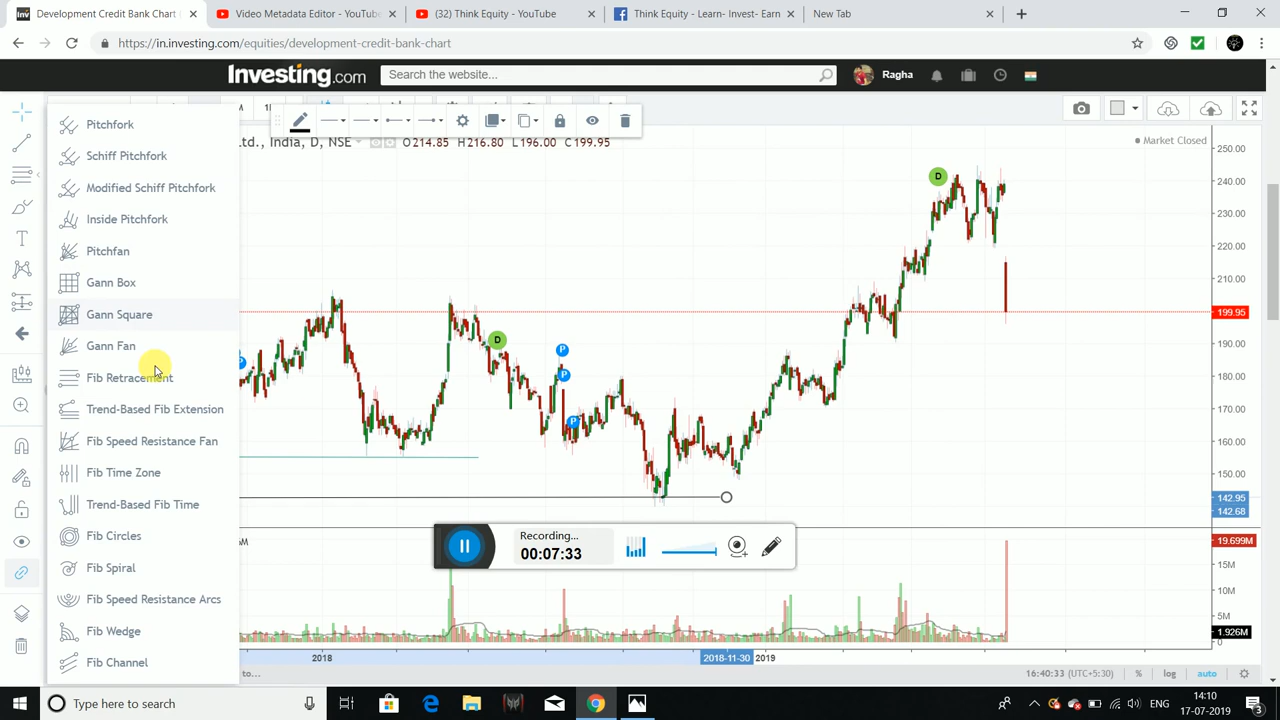 Development Credit Bank Chart
Video Metadata Editor - YouTube
(32) Think Equity - YouTube
Think Equity - Learn- Invest- Earn
New Tab
https://in.investing.com/equities/development-credit-bank-chart
Investing.com
Search the website...
Ragha
Pitchfork
Schiff Pitchfork
Modified Schiff Pitchfork
Inside Pitchfork
Pitchfan
Gann Box
Gann Square
Gann Fan
Fib Retracement
Trend-Based Fib Extension
Fib Speed Resistance Fan
Fib Time Zone
Trend-Based Fib Time
Fib Circles
Fib Spiral
Fib Speed Resistance Arcs
Fib Wedge
Fib Channel
Ltd., India, D, NSE
O214.85 H216.80 L196.00 C199.95
Market Closed
D
D
P
P
P
P
250.00
240.00
230.00
220.00
210.00
199.95
190.00
180.00
170.00
160.00
150.00
142.95
142.68
19.699M
15M
5M
1.926M
Recording...
00:07:33
2018
2018-11-30
2019
to...
16:40:33 (UTC+5:30)
%
log
auto
Type here to search
ENG
14:10
17-07-2019
3